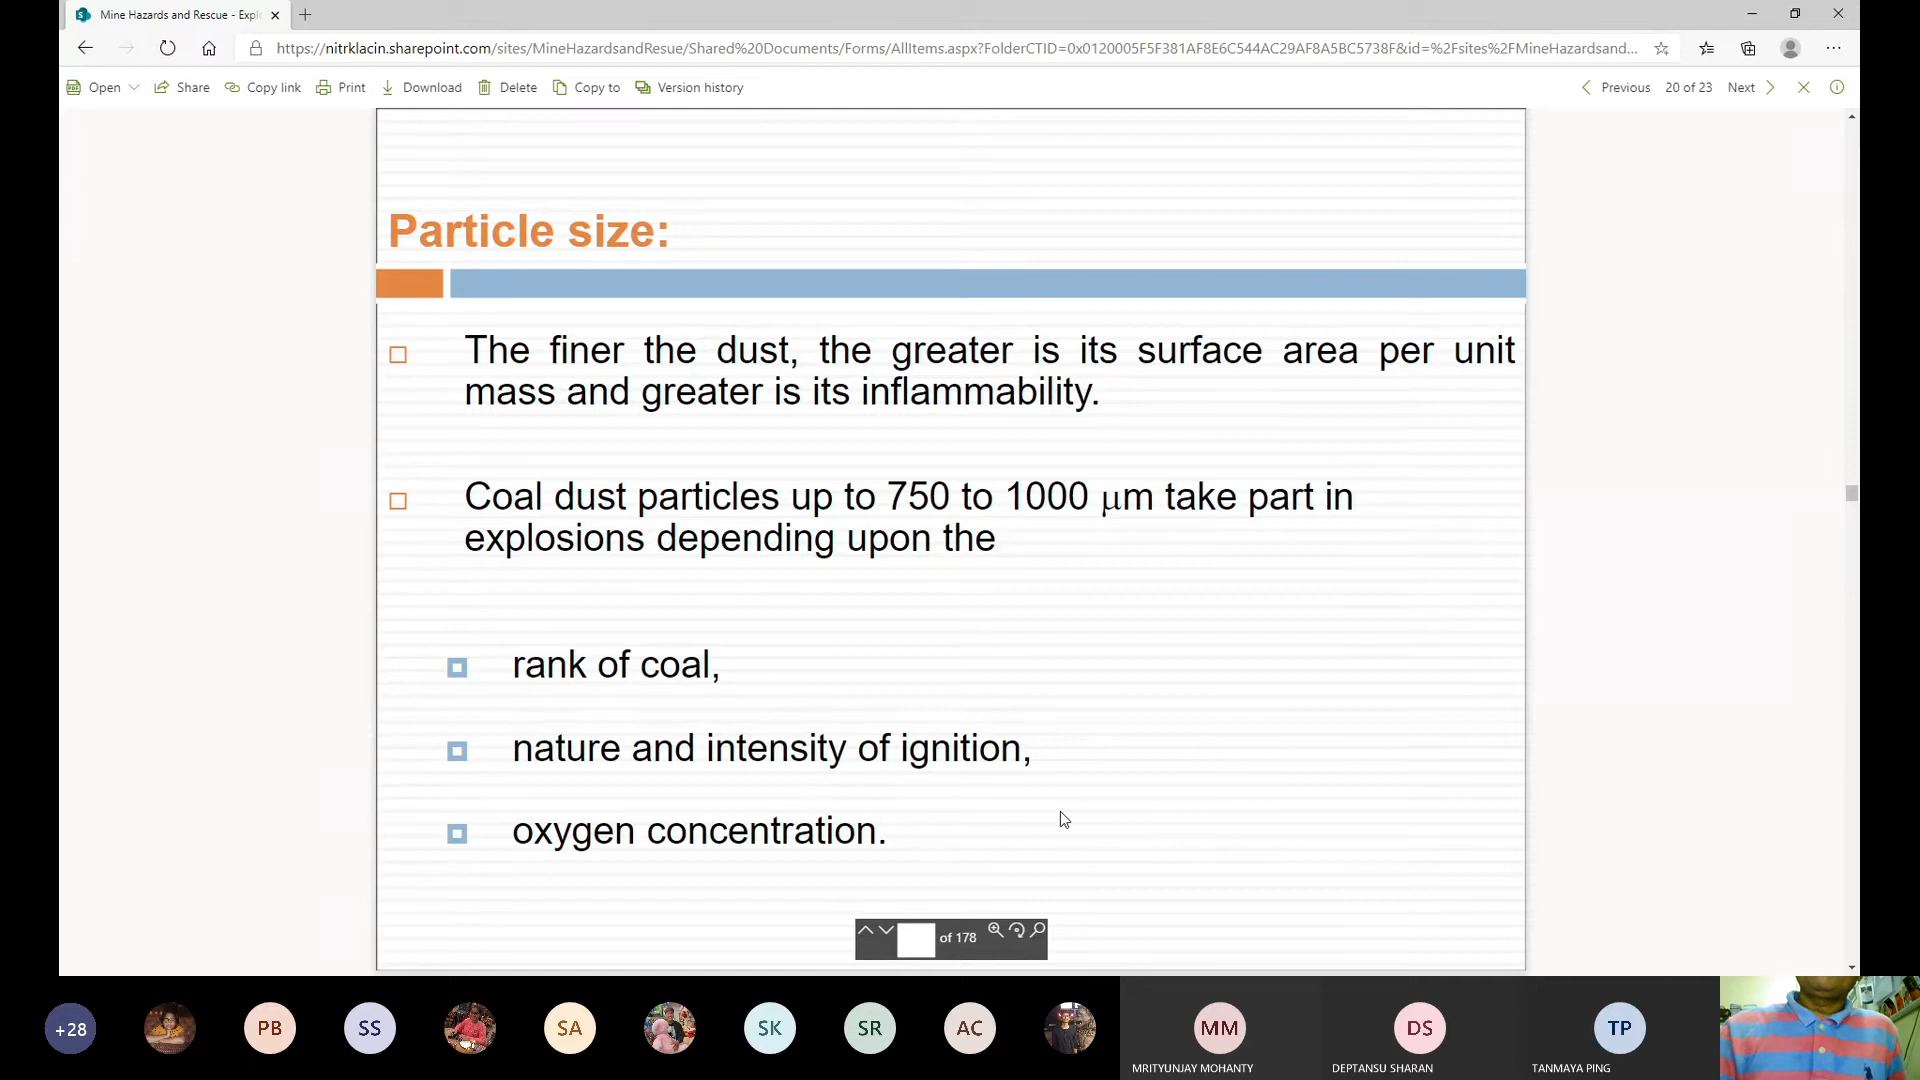 Mine Hazards and Rescue - Expl
https://nitrklacin.sharepoint.com/sites/MineHazardsandResue/Shared%20Documents/Forms/AllItems.aspx?FolderCTID=0x0120005F5F381AF8E6C544AC29AF8A5BC5738F&id=%2Fsites%2FMineHazardsand...
Open Share Copy link Print Download Delete Copy to Version history Previous 20 of 23 Next
Particle size:
The finer the dust, the greater is its surface area per unit
mass and greater is its inflammability.
Coal dust particles up to 750 to 1000 μm take part in
explosions depending upon the
rank of coal,
nature and intensity of ignition,
oxygen concentration.
of 178
+28 PB SS SA SK SR AC MM DS TP
MRITYUNJAY MOHANTY DEPTANSU SHARAN TANMAYA PING